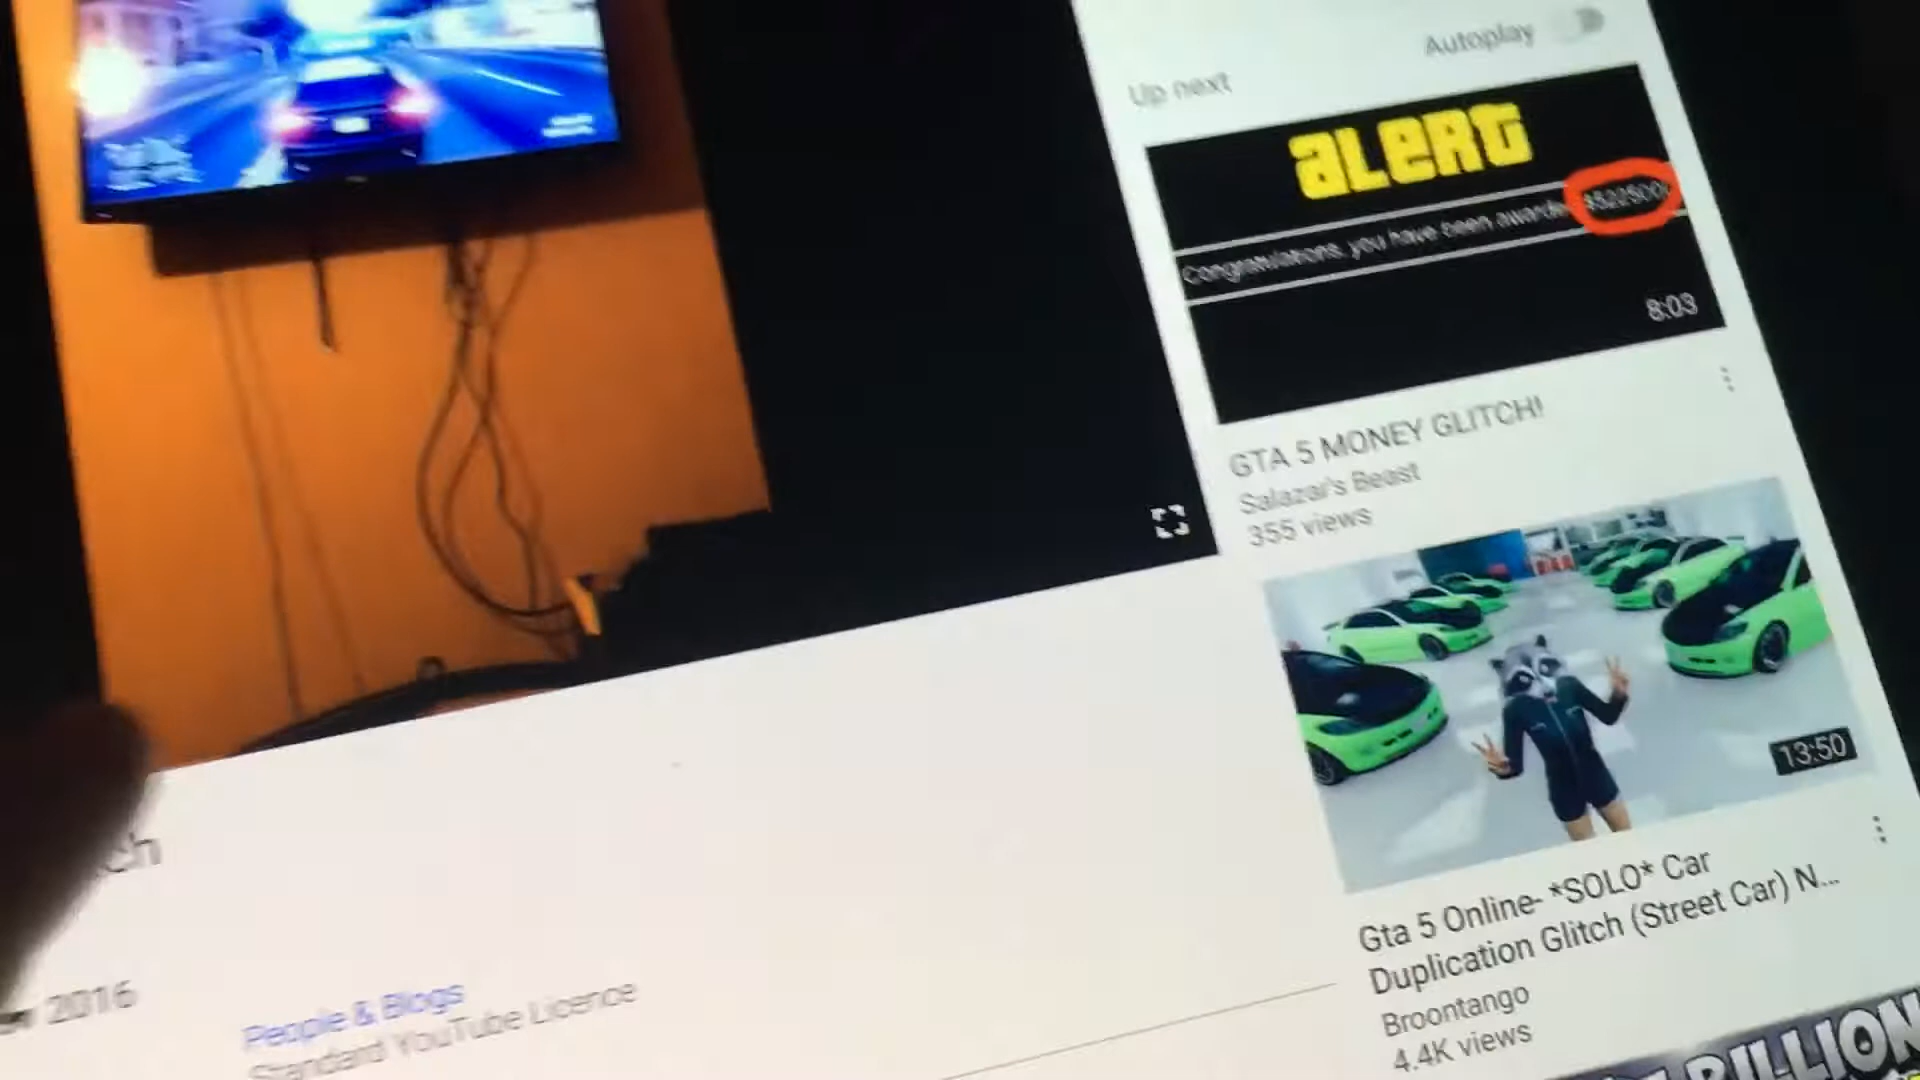 Autoplay
Up next
ALERT
Congratulations, you have been awarded $522500
8:03
GTA 5 MONEY GLITCH!
Salazar's Beast
355 views
13:50
Gta 5 Online- *SOLO* Car
Duplication Glitch (Street Car) N...
Broontango
4.4K views
BILLION
ch
2016
People & Blogs
Standard YouTube Licence